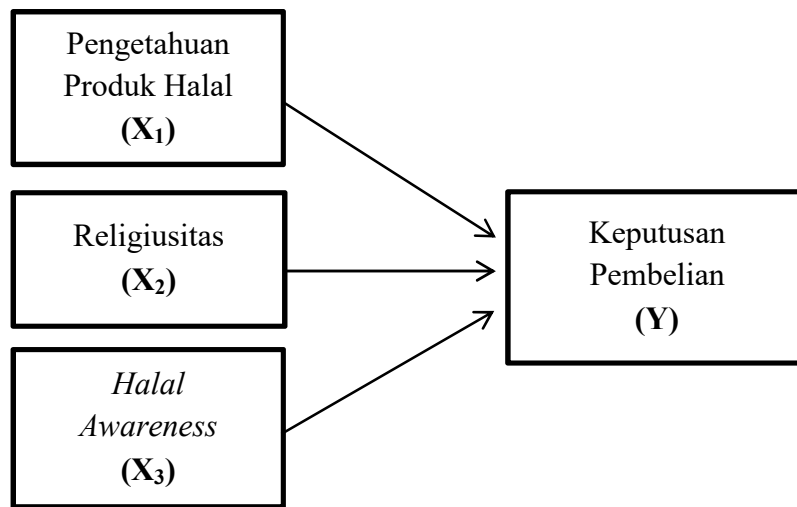 Pengetahuan
Produk Halal
(X₁)
Religiusitas
(X₂)
Halal
Awareness
(X₃)
Keputusan
Pembelian
(Y)